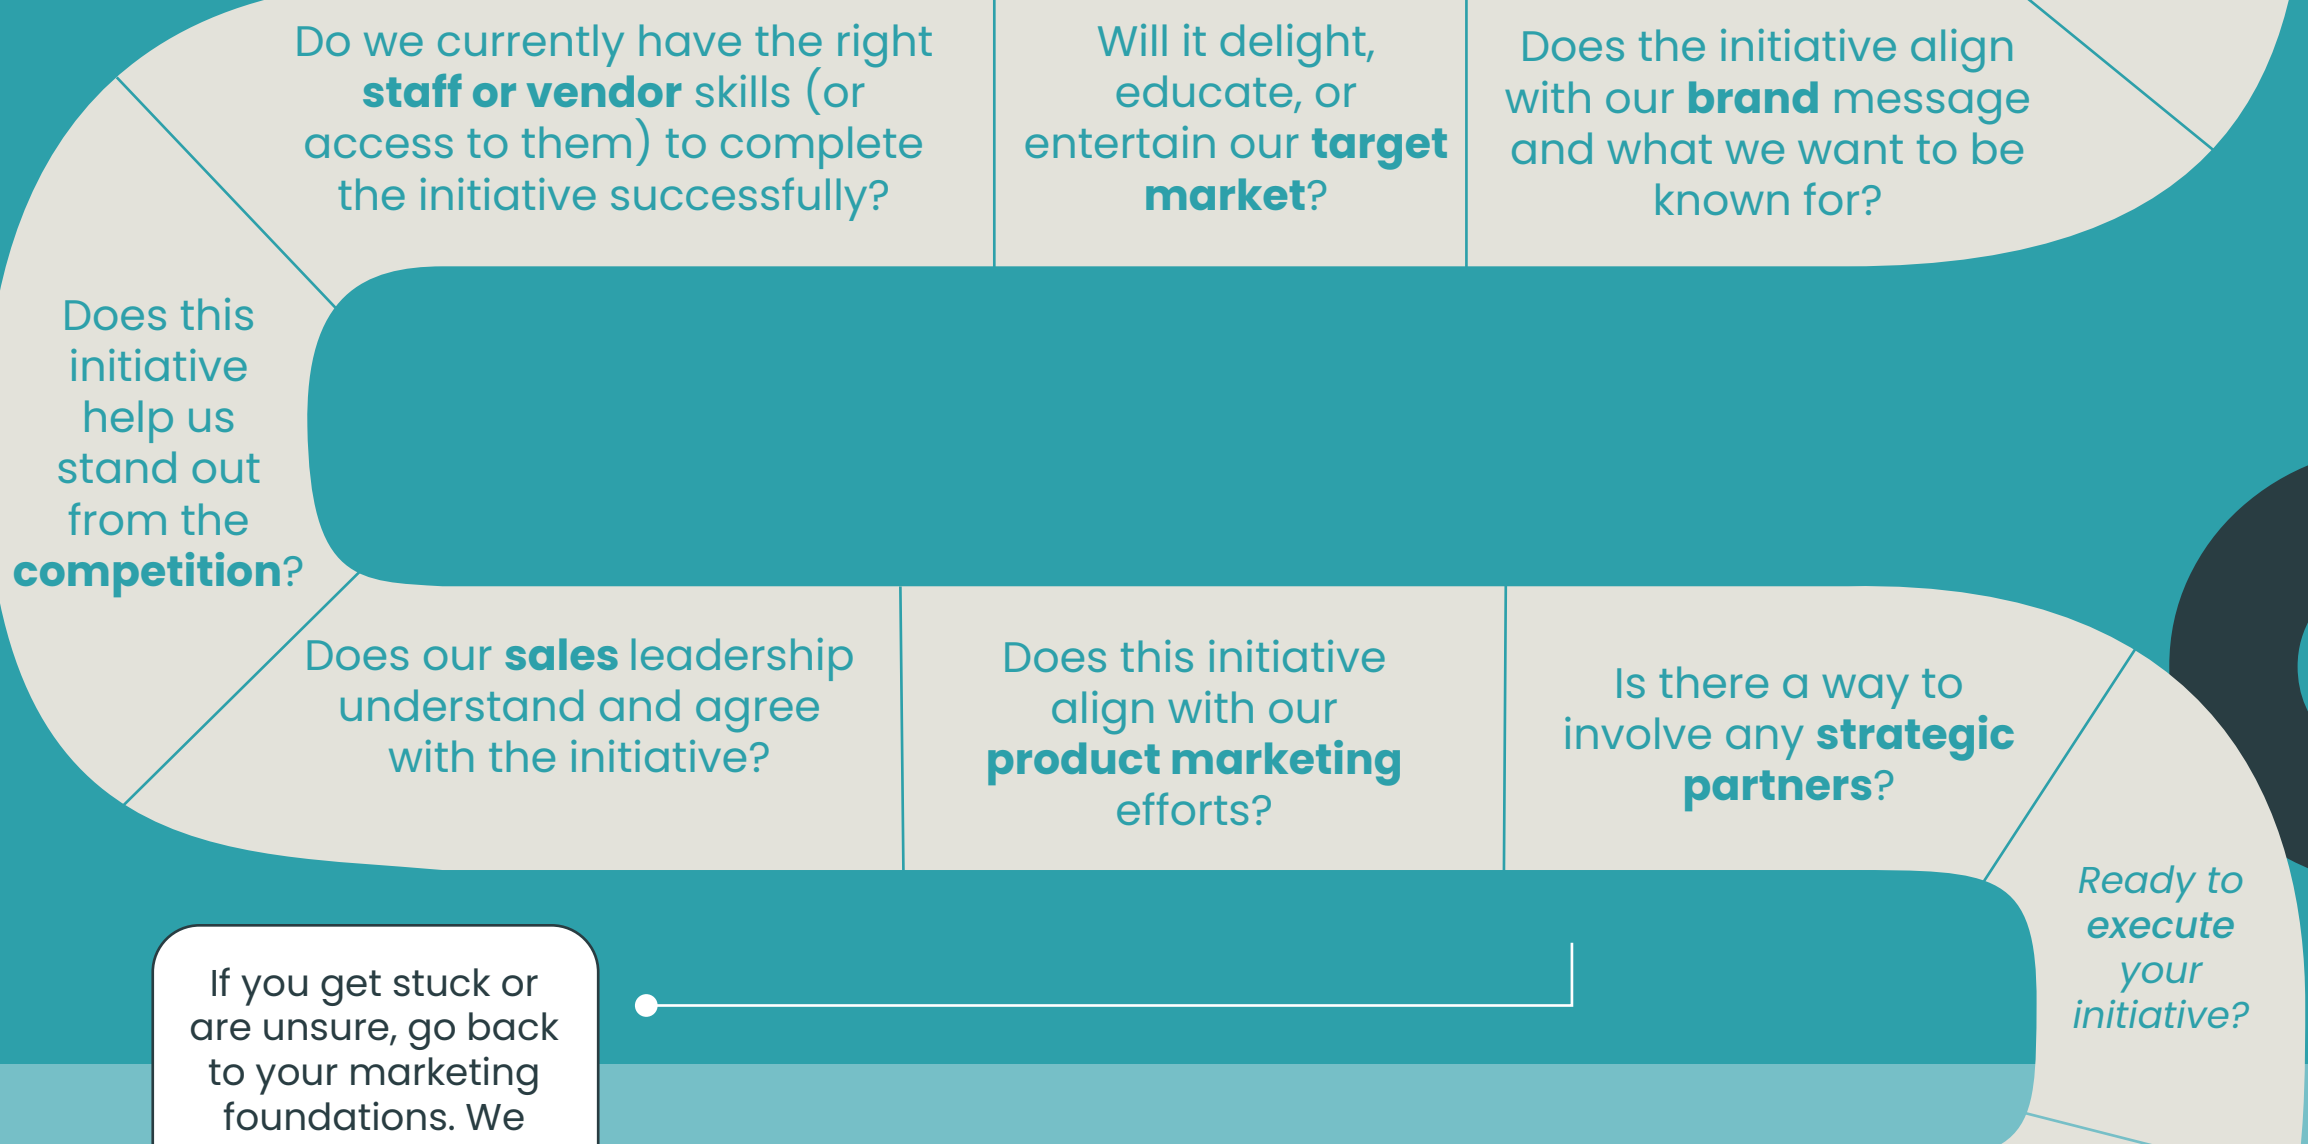 Does the initiative align
with our brand message
and what we want to be
known for?
Will it delight,
educate, or
entertain our target
market?
Do we currently have the right
staff or vendor skills (or
access to them) to complete
the initiative successfully?
Does this
initiative
help us
stand out
from the
competition?
Does our sales leadership
understand and agree
with the initiative?
Does this initiative
align with our
product marketing
efforts?
Is there a way to
involve any strategic
partners?
Ready to
execute
your
initiative?
If you get stuck or
are unsure, go back
to your marketing
foundations. We